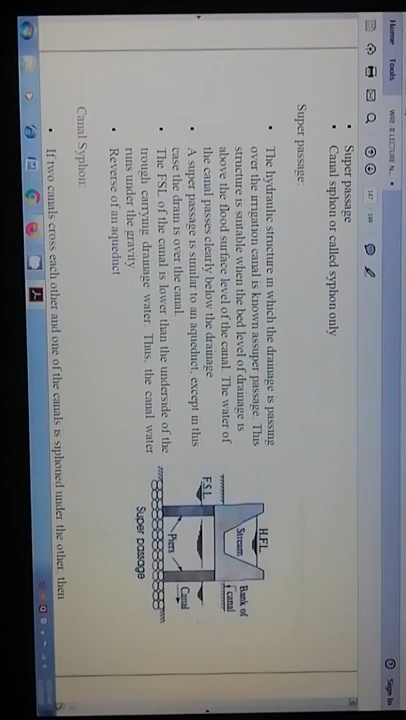 Home Tools WRE-II LECTURE N...
Sign In
147 / 149
• Super passage
• Canal siphon or called syphon only
Super passage:
• The hydraulic structure in which the drainage is passing
over the irrigation canal is known assuper passage. This
structure is suitable when the bed level of drainage is
above the flood surface level of the canal. The water of
the canal passes clearly below the drainage
• A super passage is similar to an aqueduct, except in this
case the drain is over the canal.
• The FSL of the canal is lower than the underside of the
trough carrying drainage water. Thus, the canal water
runs under the gravity
• Reverse of an aqueduct
H.F.L.
Stream
Bank of
canal
F.S.L.
Piers
Canal
Super passage
Canal Syphon:
• If two canals cross each other and one of the canals is siphoned under the other, then